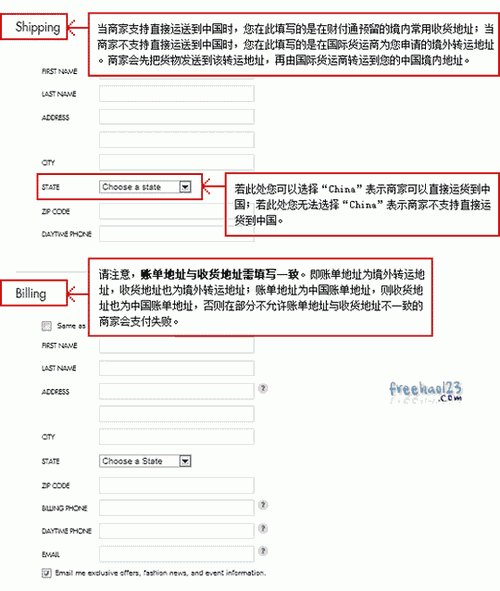 Shipping
当商家支持直接运送到中国时，您在此填写的是在财付通预留的境内常用收货地址；当
商家不支持直接运送到中国时，您在此填写的是在国际货运商为您申请的境外转运地址
。商家会先把货物发送到该转运地址，再由国际货运商转运到您的中国境内地址。
FIRST NAME
LAST NAME
ADDRESS
CITY
STATE
Choose a state
若此处您可以选择“China”表示商家可以直接运货到中
国；若此处您无法选择“China”表示商家不支持直接运
货到中国。
ZIP CODE
DAYTIME PHONE
Billing
请注意，账单地址与收货地址需填写一致。即账单地址为境外转运地
址，收货地址也为境外转运地址；账单地址为中国账单地址，则收货地
址也为中国账单地址，否则在部分不允许账单地址与收货地址不一致的
商家会支付失败。
Same as
FIRST NAME
LAST NAME
ADDRESS
?
freehao123
.com
CITY
STATE
Choose a State
ZIP CODE
BILLING PHONE
?
DAYTIME PHONE
?
EMAIL
?
Email me exclusive offers, fashion news, and event information.